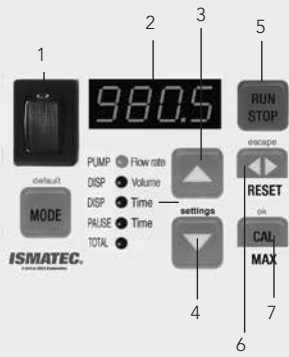 1
2
3
5
980.5
RUN
STOP
escape
RESET
PUMP Flow rate
DISP Volume
DISP Time
PAUSE Time
TOTAL
default
MODE
settings
ok
CAL
MAX
ISMATEC®
4
7
6